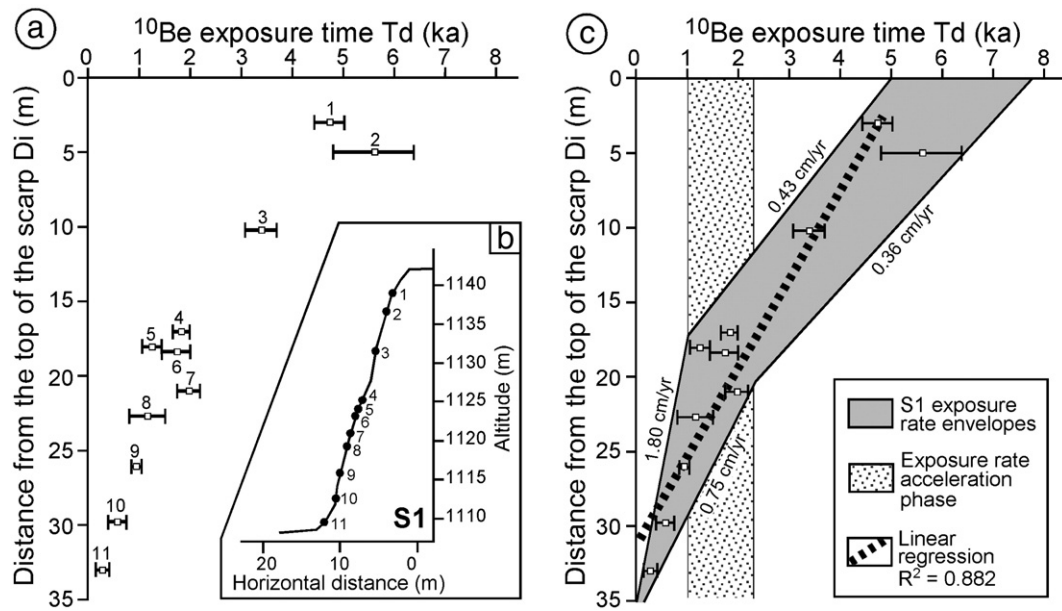 a
¹⁰Be exposure time Td (ka)
0 1 2 3 4 5 6 7 8
Distance from the top of the scarp Di (m)
0
5
10
15
20
25
30
35
1
2
3
4
5
6
7
8
9
10
11
b
1140
1135
1130
1125
1120
1115
1110
Altitude (m)
1
2
3
4
5
6
7
8
9
10
11
S1
20 10 0
Horizontal distance (m)
c
¹⁰Be exposure time Td (ka)
0 1 2 3 4 5 6 7 8
Distance from the top of the scarp Di (m)
0
5
10
15
20
25
30
35
0.43 cm/yr
0.36 cm/yr
1.80 cm/yr
0.75 cm/yr
S1 exposure
rate envelopes
Exposure rate
acceleration
phase
Linear
regression
R² = 0.882